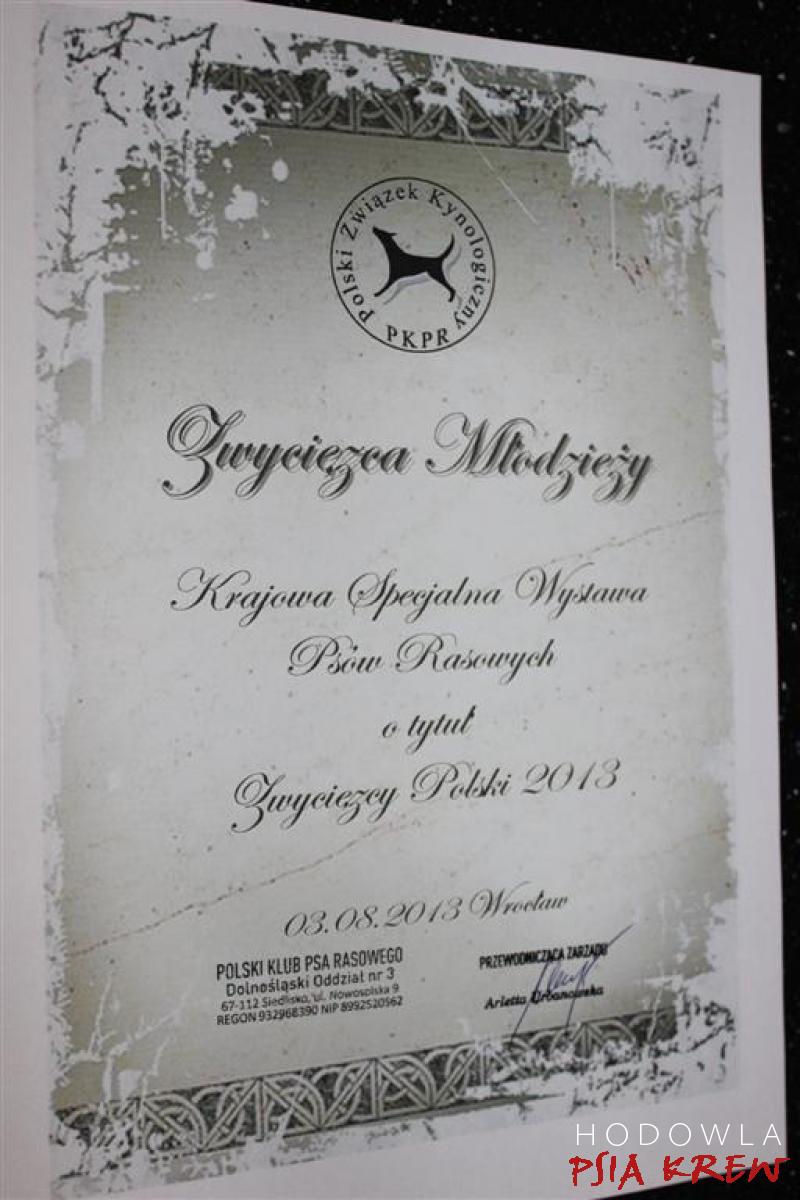 Polski Związek Kynologiczny
PKPR
Zwycięzca Młodzieży
Krajowa Specjalna Wystawa
Psów Rasowych
o tytuł
Zwycięzcy Polski 2013
03.08.2013 Wrocław
POLSKI KLUB PSA RASOWEGO
Dolnośląski Oddział nr 3
67-112 Siedlisko, ul. Nowosolska 9
REGON 932968390 NIP 8992520562
PRZEWODNICZĄCA ZARZĄDU
Arletta Urbanowska
HODOWLA
PSIA KREW